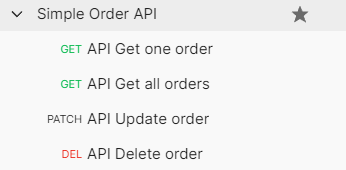 Simple Order API
GET API Get one order
GET API Get all orders
PATCH API Update order
DEL API Delete order